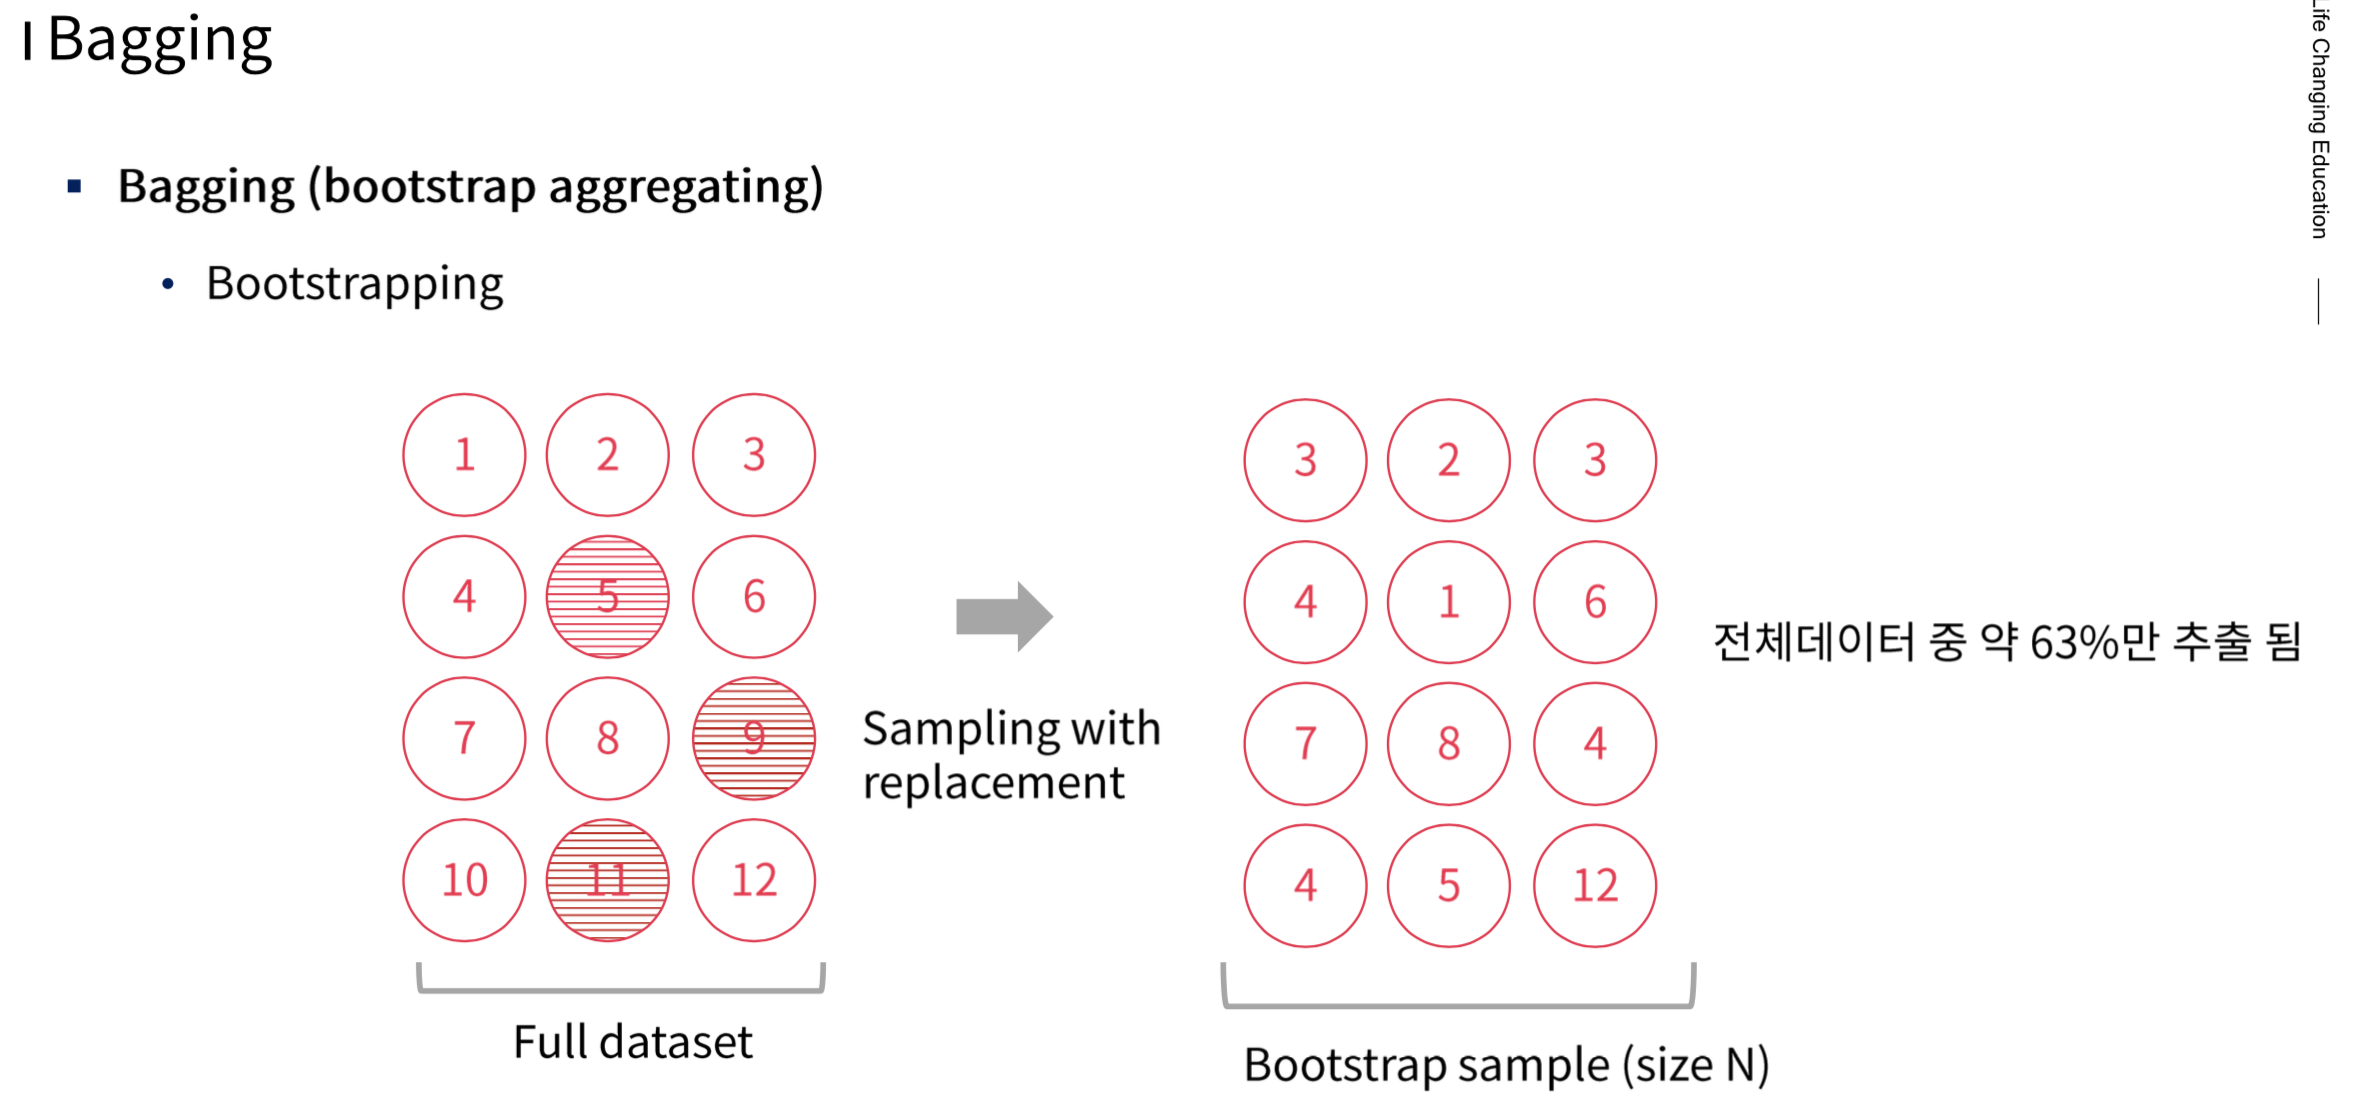 Bagging
Life Changing Education
Bagging (bootstrap aggregating)
Bootstrapping
1 2 3
4 5 6
7 8 9
10 11 12
Full dataset
Sampling with
replacement
3 2 3
4 1 6
7 8 4
4 5 12
Bootstrap sample (size N)
전체데이터 중 약 63%만 추출 됨